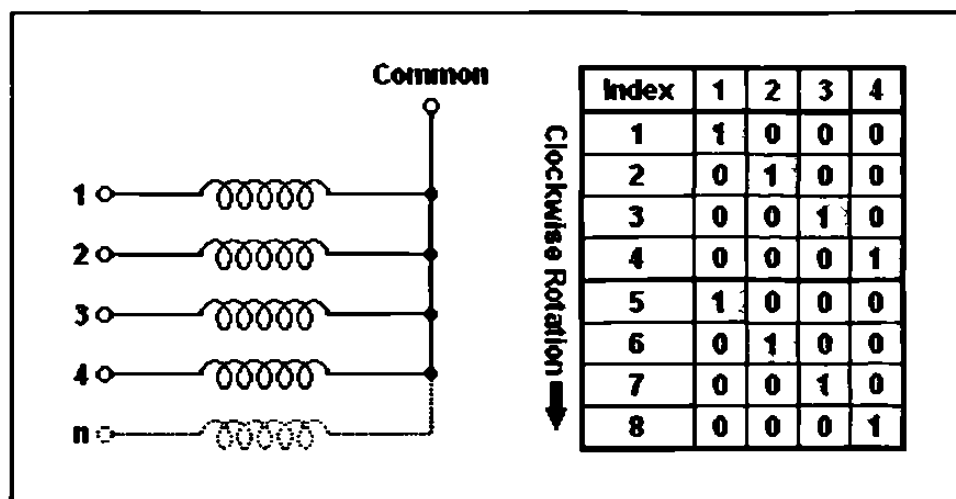 Common
1
2
3
4
n
Clockwise Rotation
Index 1 2 3 4
1 1 0 0 0
2 0 1 0 0
3 0 0 1 0
4 0 0 0 1
5 1 0 0 0
6 0 1 0 0
7 0 0 1 0
8 0 0 0 1